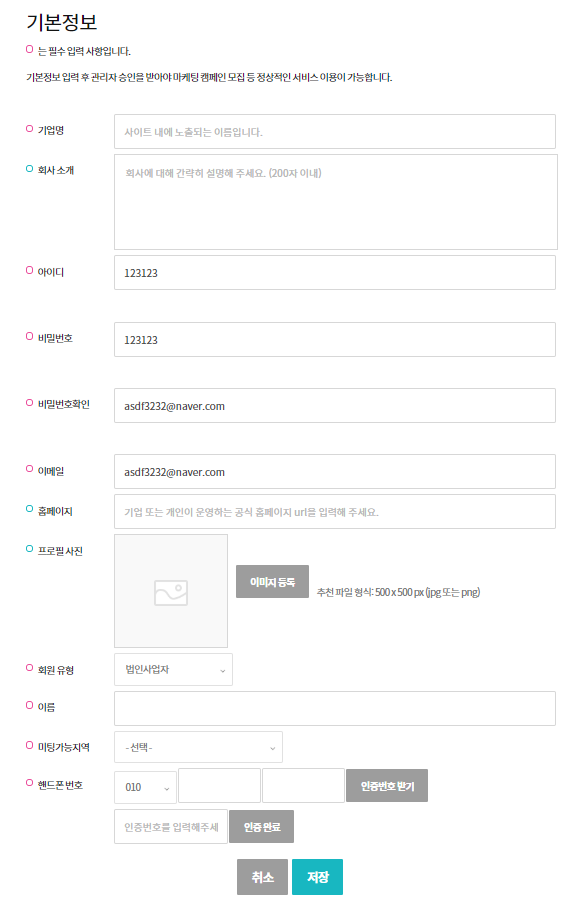 기본정보
는 필수 입력 사항입니다.
기본정보 입력 후 관리자 승인을 받아야 마케팅 캠페인 모집 등 정상적인 서비스 이용이 가능합니다.
기업명 사이트 내에 노출되는 이름입니다.
회사 소개 회사에 대해 간략히 설명해 주세요. (200자 이내)
아이디 123123
비밀번호 123123
비밀번호확인 asdf3232@naver.com
이메일 asdf3232@naver.com
홈페이지 기업 또는 개인이 운영하는 공식 홈페이지 url를 입력해 주세요.
프로필 사진
이미지 등록 추천 파일 형식: 500 x 500 px (jpg 또는 png)
회원 유형 법인사업자
이름
미팅가능지역 - 선택 -
핸드폰 번호 010 인증번호 받기
인증번호를 입력해주세 인증 완료
취소 저장